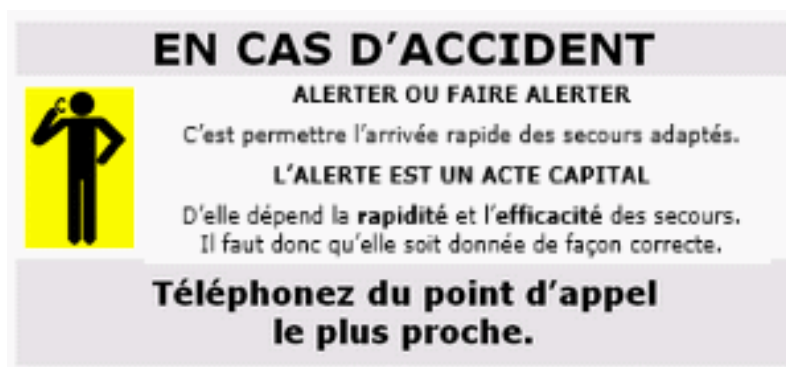 EN CAS D’ACCIDENT
ALERTER OU FAIRE ALERTER
C’est permettre l’arrivée rapide des secours adaptés.
L’ALERTE EST UN ACTE CAPITAL
D’elle dépend la rapidité et l’efficacité des secours.
Il faut donc qu’elle soit donnée de façon correcte.
Téléphonez du point d’appel
le plus proche.